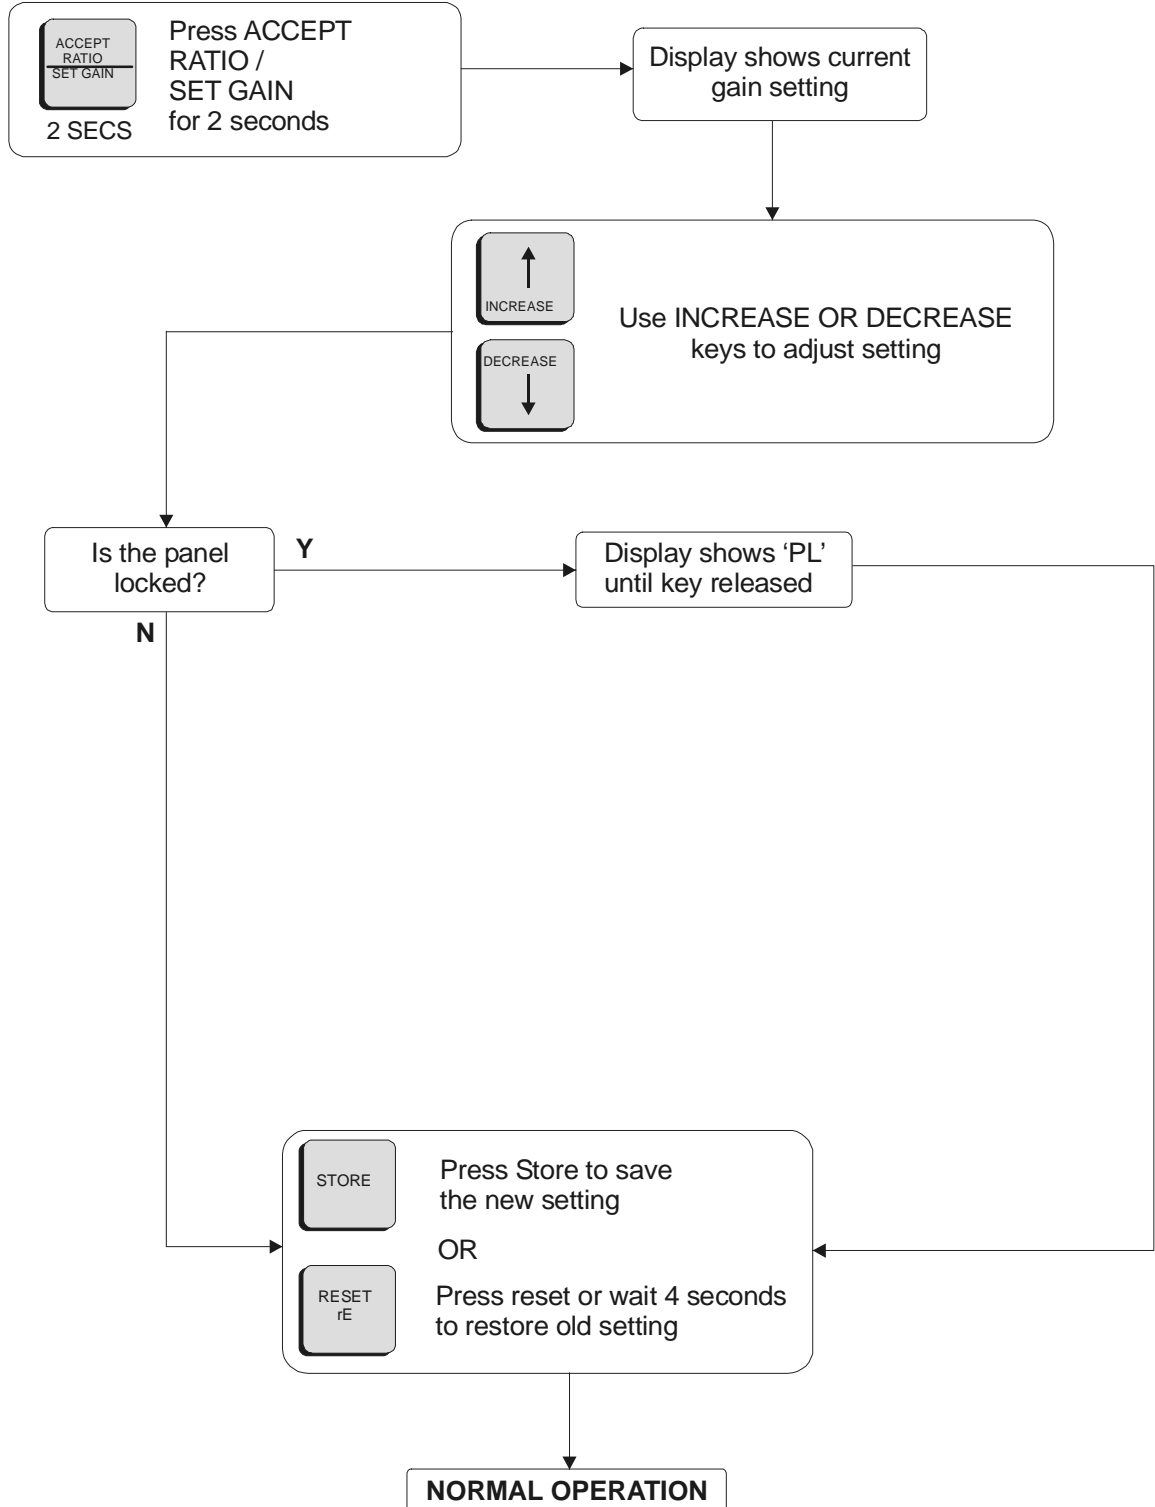 ACCEPT
RATIO
SET GAIN
2 SECS
Press ACCEPT
RATIO /
SET GAIN
for 2 seconds
Display shows current
gain setting
INCREASE
DECREASE
Use INCREASE OR DECREASE
keys to adjust setting
Is the panel
locked?
Y
N
Display shows ‘PL’
until key released
STORE
Press Store to save
the new setting
OR
RESET
rE
Press reset or wait 4 seconds
to restore old setting
NORMAL OPERATION